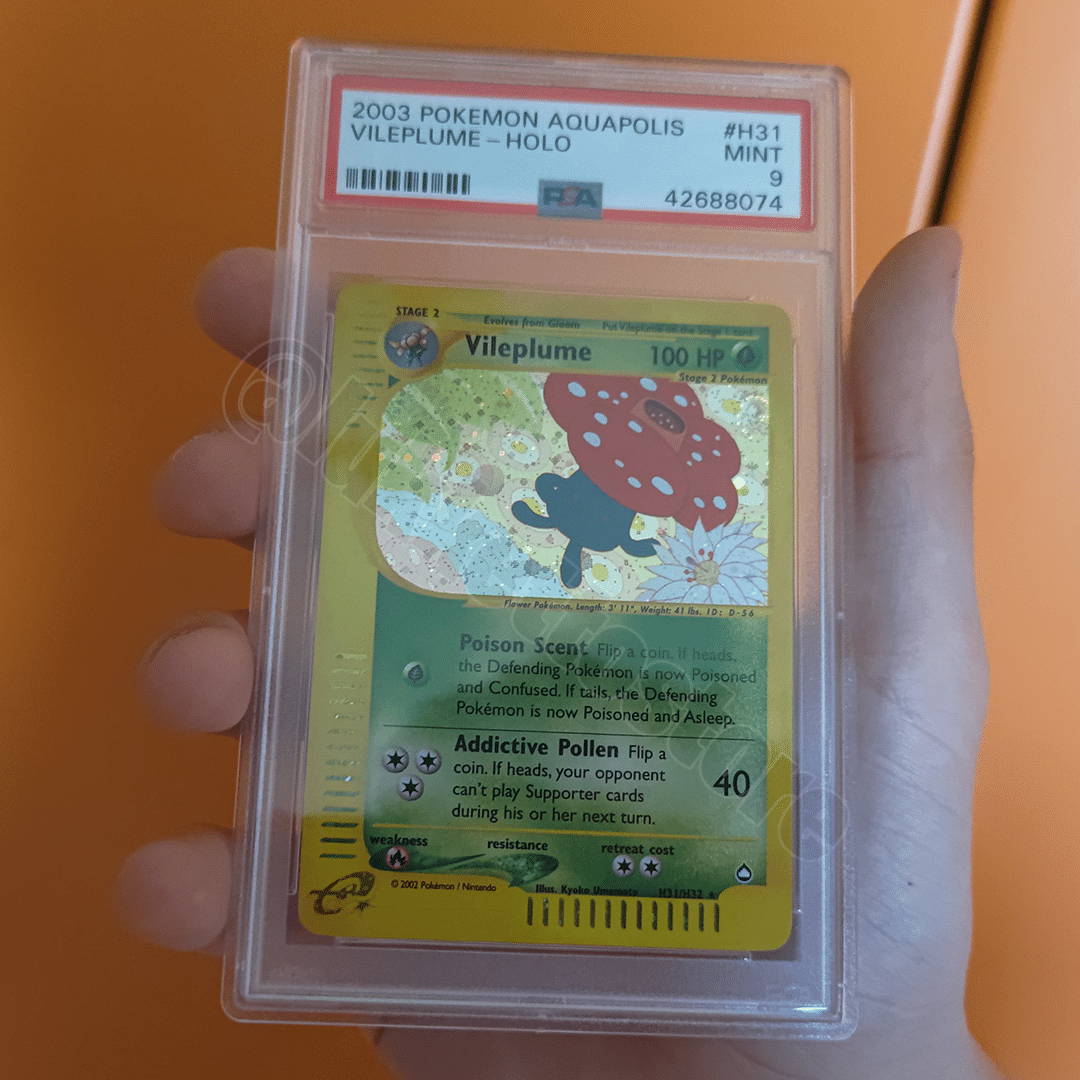 2003 POKEMON AQUAPOLIS #H31
VILEPLUME – HOLO MINT
9
PSA 42688074
STAGE 2
Evolves from Gloom Put Vileplume on the Stage 1 card
Vileplume 100 HP
Stage 2 Pokémon
Flower Pokémon. Length: 3' 11", Weight: 41 lbs. ID: D-56
Poison Scent Flip a coin. If heads,
the Defending Pokémon is now Poisoned
and Confused. If tails, the Defending
Pokémon is now Poisoned and Asleep.
Addictive Pollen Flip a
coin. If heads, your opponent
can't play Supporter cards
during his or her next turn.
40
weakness resistance retreat cost
© 2002 Pokémon / Nintendo Illus. Kyoko Umemoto H31/H32 ★
e